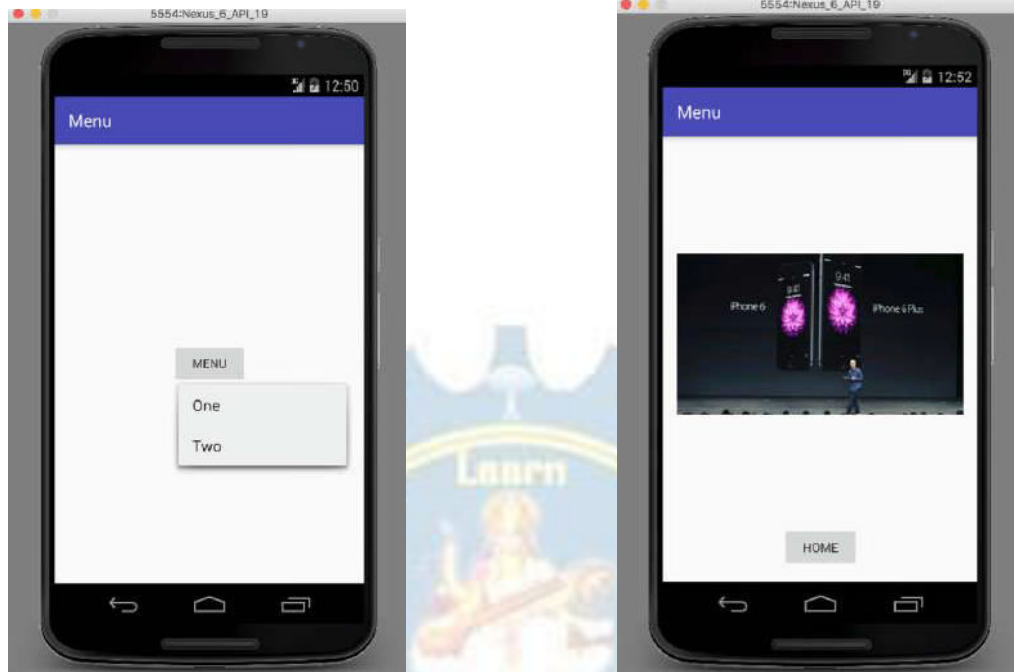 5554:Nexus_6_API_19
12:50
Menu
MENU
One
Two
5554:Nexus_6_API_19
12:52
Menu
9:41
9:41
iPhone 6
iPhone 6 Plus
HOME
Learn